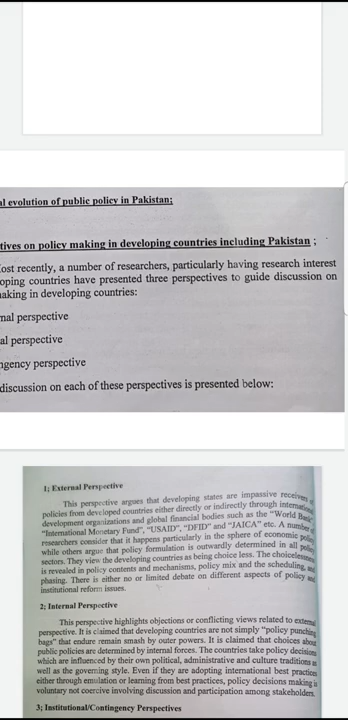 al evolution of public policy in Pakistan;
tives on policy making in developing countries including Pakistan ;
ost recently, a number of researchers, particularly having research interest
oping countries have presented three perspectives to guide discussion on
aking in developing countries:
nal perspective
al perspective
ngency perspective
discussion on each of these perspectives is presented below:
1; External Perspective
This perspective argues that developing states are impassive receivers of
policies from developed countries either directly or indirectly through international
development organizations and global financial bodies such as the "World Bank",
"International Monetary Fund", "USAID", "DFID" and "JAICA" etc. A number of
researchers consider that it happens particularly in the sphere of economic policy
while others argue that policy formulation is outwardly determined in all policy
sectors. They view the developing countries as being choice less. The choicelessness
is revealed in policy contents and mechanisms, policy mix and the scheduling, and
phasing. There is either no or limited debate on different aspects of policy and
institutional reform issues.
2; Internal Perspective
This perspective highlights objections or conflicting views related to external
perspective. It is claimed that developing countries are not simply "policy punching
bags" that endure remain smash by outer powers. It is claimed that choices about
public policies are determined by internal forces. The countries take policy decisions
which are influenced by their own political, administrative and culture traditions as
well as the governing style. Even if they are adopting international best practices
either through emulation or learning from best practices, policy decisions making is
voluntary not coercive involving discussion and participation among stakeholders.
3; Institutional/Contingency Perspectives